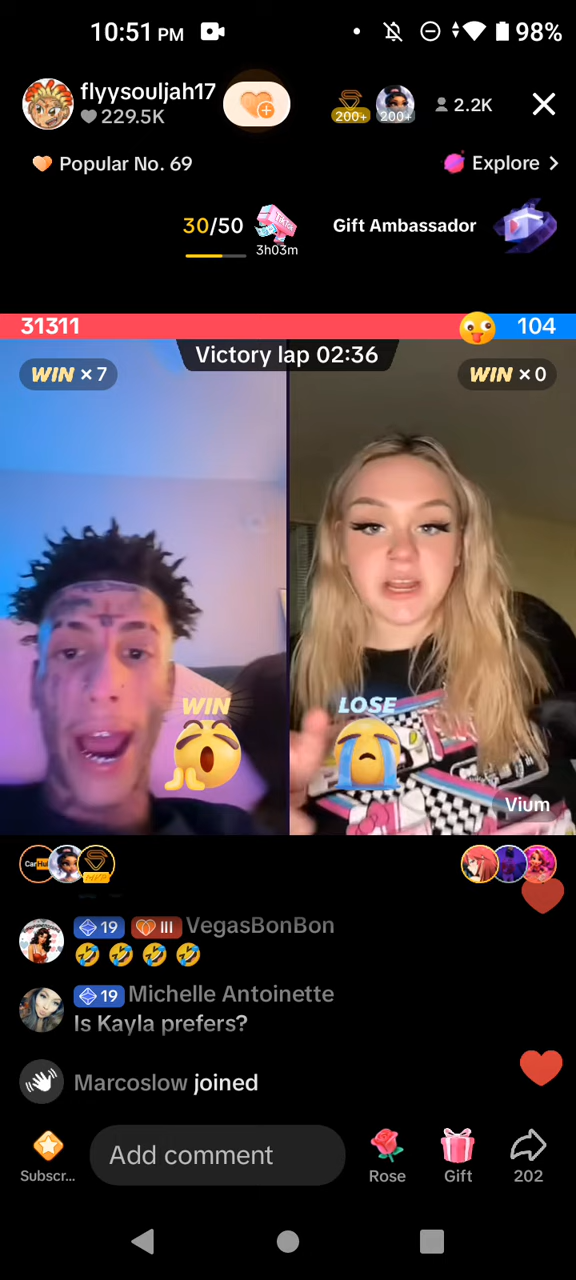 10:51 PM
98%
flyysouljah17
229.5K
200+
200+
2.2K
Popular No. 69
Explore >
30/50
TikTok
3h03m
Gift Ambassador
31311
104
Victory lap 02:36
WIN × 7
WIN × 0
WIN
LOSE
Vium
19 III VegasBonBon
19 Michelle Antoinette
Is Kayla prefers?
Marcoslow joined
Subscr...
Add comment
Rose
Gift
202